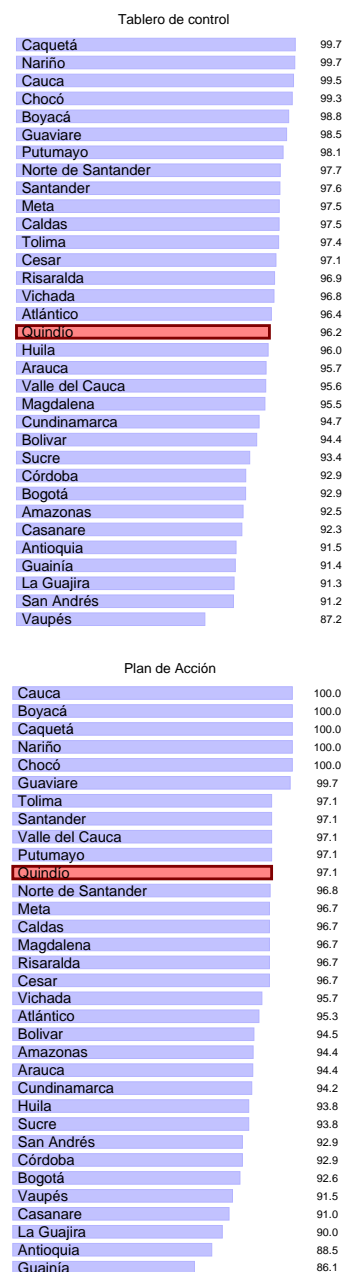 Tablero de control
Caquetá 99.7
Nariño 99.7
Cauca 99.5
Chocó 99.3
Boyacá 98.8
Guaviare 98.5
Putumayo 98.1
Norte de Santander 97.7
Santander 97.6
Meta 97.5
Caldas 97.5
Tolima 97.4
Cesar 97.1
Risaralda 96.9
Vichada 96.8
Atlántico 96.4
Quindio 96.2
Huila 96.0
Arauca 95.7
Valle del Cauca 95.6
Magdalena 95.5
Cundinamarca 94.7
Bolivar 94.4
Sucre 93.4
Córdoba 92.9
Bogotá 92.9
Amazonas 92.5
Casanare 92.3
Antioquia 91.5
Guainía 91.4
La Guajira 91.3
San Andrés 91.2
Vaupés 87.2
Plan de Acción
Cauca 100.0
Boyacá 100.0
Caquetá 100.0
Nariño 100.0
Chocó 100.0
Guaviare 99.7
Tolima 97.1
Santander 97.1
Valle del Cauca 97.1
Putumayo 97.1
Quindio 97.1
Norte de Santander 96.8
Meta 96.7
Caldas 96.7
Magdalena 96.7
Risaralda 96.7
Cesar 96.7
Vichada 95.7
Atlántico 95.3
Bolivar 94.5
Amazonas 94.4
Arauca 94.4
Cundinamarca 94.2
Huila 93.8
Sucre 93.8
San Andrés 92.9
Córdoba 92.9
Bogotá 92.6
Vaupés 91.5
Casanare 91.0
La Guajira 90.0
Antioquia 88.5
Guainía 86.1